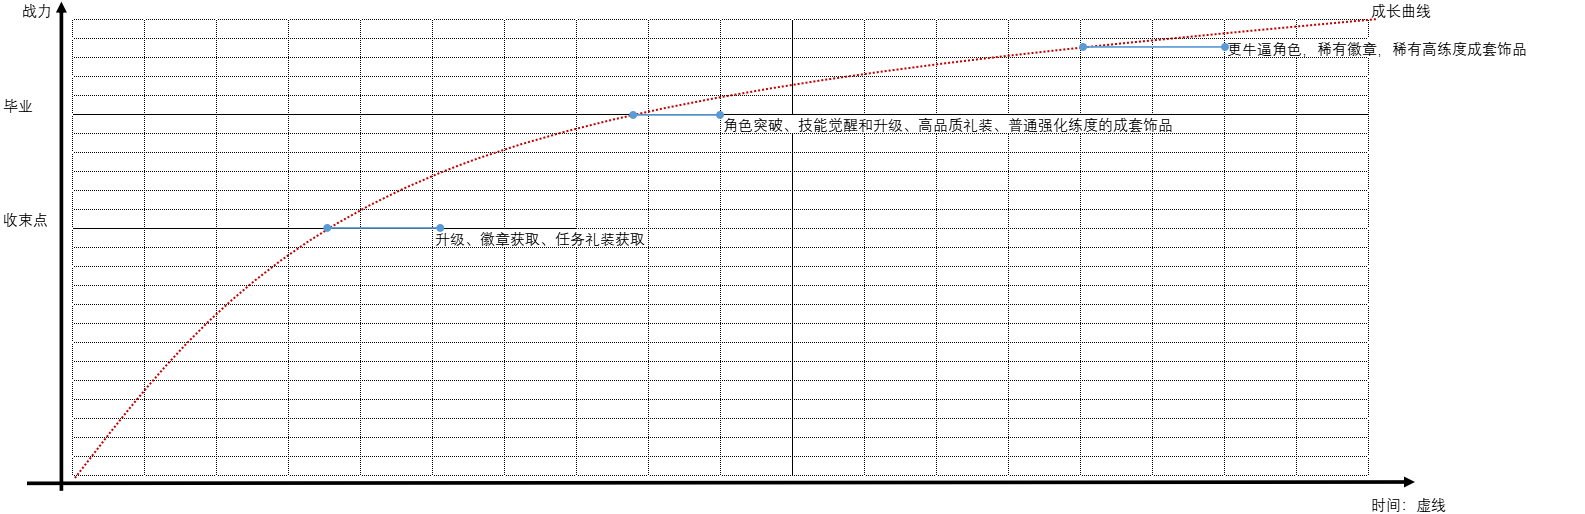 战力
成长曲线
更牛逼角色，稀有徽章，稀有高练度成套饰品
毕业
角色突破、技能觉醒和升级、高品质礼装、普通强化练度的成套饰品
收束点
升级、徽章获取、任务礼装获取
时间：虚线